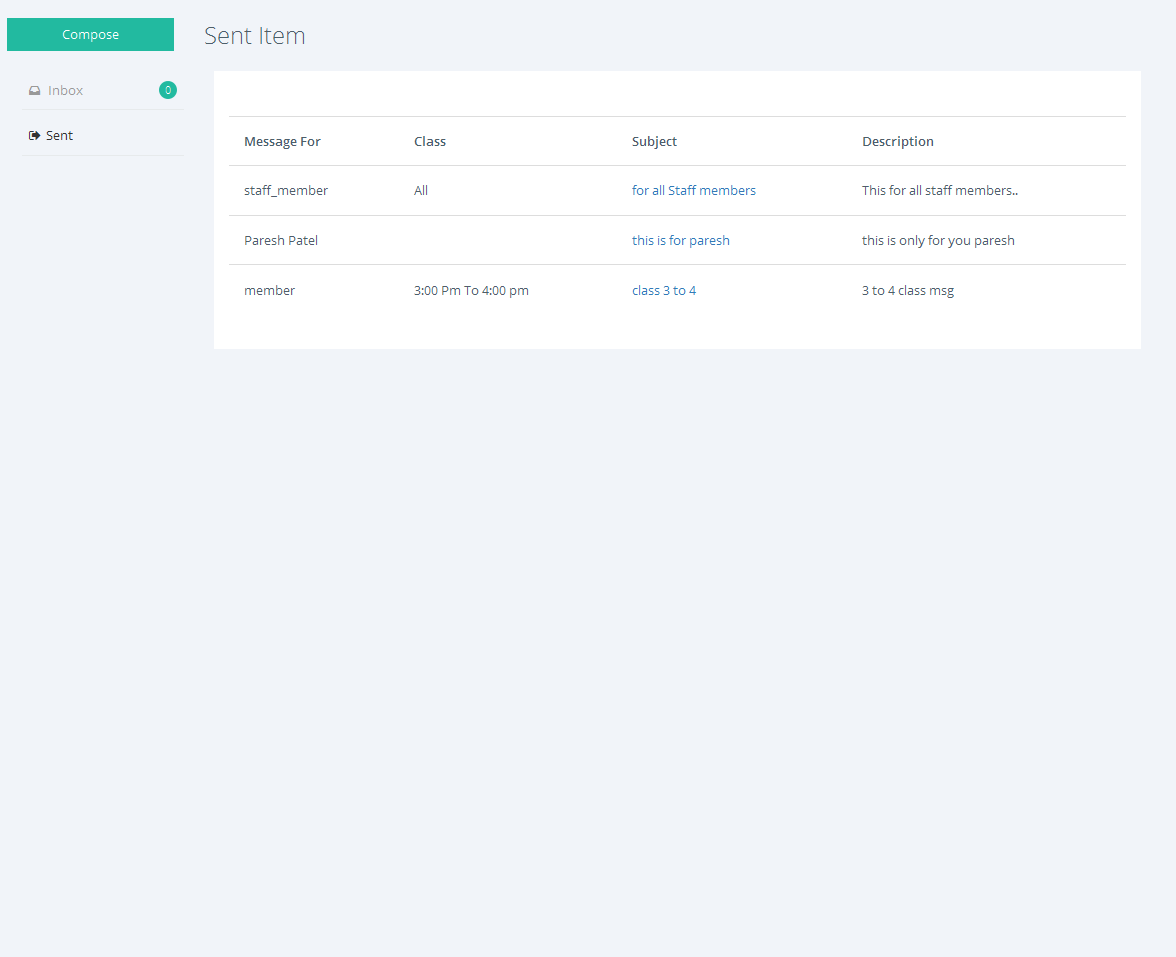 Compose
Sent Item
Inbox 0
Sent
Message For Class Subject Description
staff_member All for all Staff members This for all staff members..
Paresh Patel this is for paresh this is only for you paresh
member 3:00 Pm To 4:00 pm class 3 to 4 3 to 4 class msg